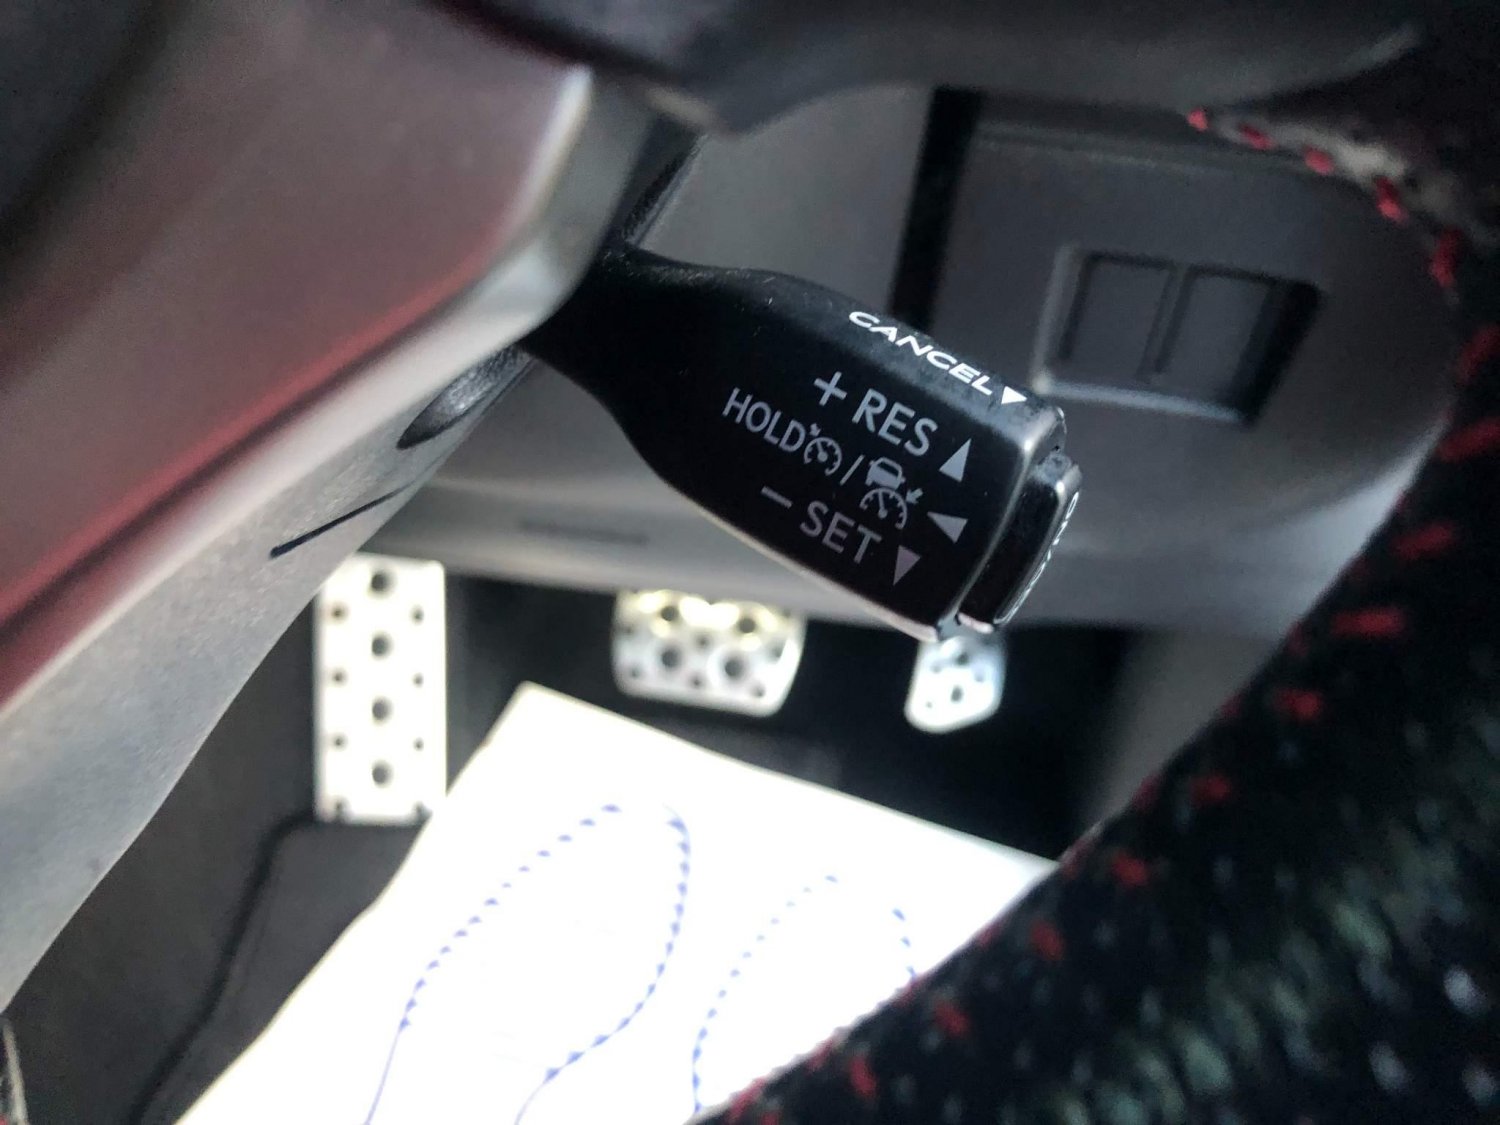 CANCEL
+ RES
HOLD /
− SET